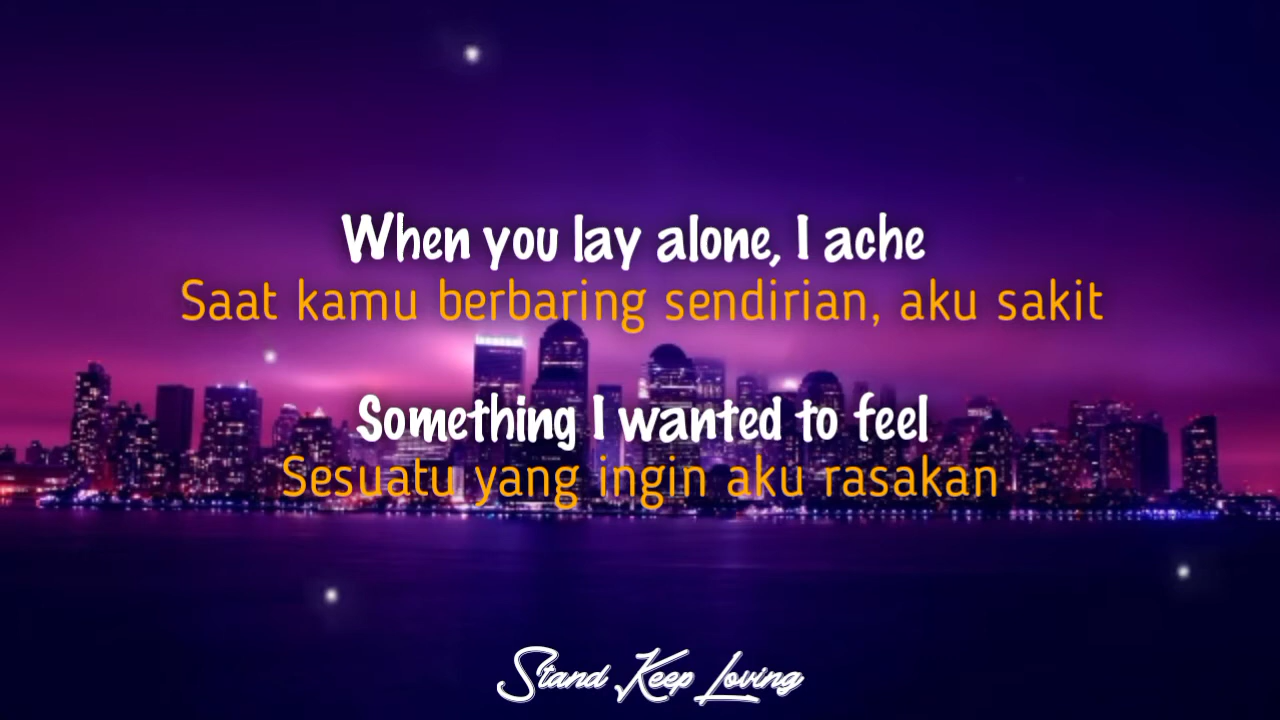 When you lay alone, I ache
Saat kamu berbaring sendirian, aku sakit
Something I wanted to feel
Sesuatu yang ingin aku rasakan
Stand Keep Loving